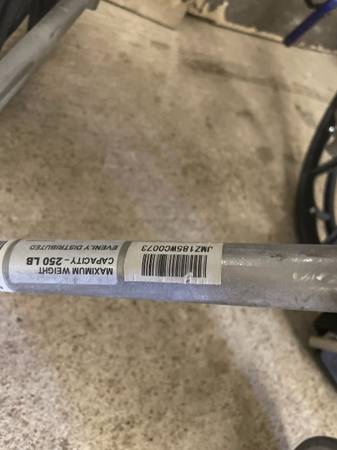 JMZ185WC0073
MAXIMUM WEIGHT
CAPACITY - 250 LB
EVENLY DISTRIBUTED